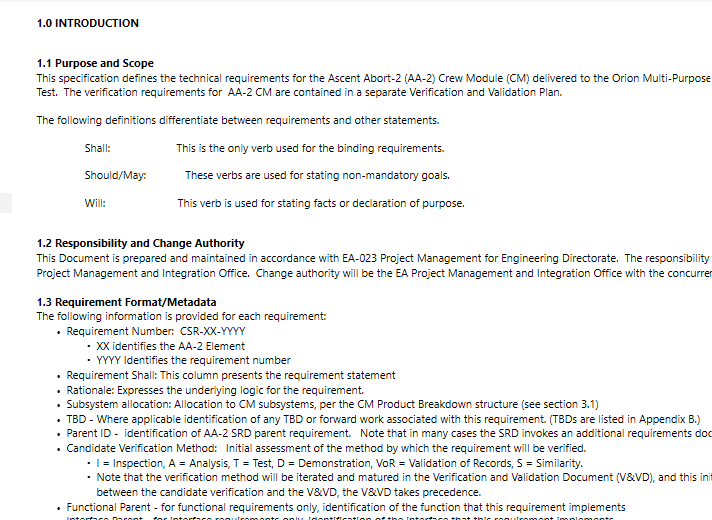 1.0 INTRODUCTION
1.1 Purpose and Scope
This specification defines the technical requirements for the Ascent Abort-2 (AA-2) Crew Module (CM) delivered to the Orion Multi-Purpose
Test.  The verification requirements for  AA-2 CM are contained in a separate Verification and Validation Plan.
The following definitions differentiate between requirements and other statements.
Shall: This is the only verb used for the binding requirements.
Should/May: These verbs are used for stating non-mandatory goals.
Will: This verb is used for stating facts or declaration of purpose.
1.2 Responsibility and Change Authority
This Document is prepared and maintained in accordance with EA-023 Project Management for Engineering Directorate.  The responsibility
Project Management and Integration Office.  Change authority will be the EA Project Management and Integration Office with the
1.3 Requirement Format/Metadata
The following information is provided for each requirement:
• Requirement Number:  CSR-XX-YYYY
• XX identifies the AA-2 Element
• YYYY Identifies the requirement number
• Requirement Shall: This column presents the requirement statement
• Rationale: Expresses the underlying logic for the requirement.
• Subsystem allocation: Allocation to CM subsystems, per the CM Product Breakdown structure (see section 3.1)
• TBD - Where applicable identification of any TBD or forward work associated with this requirement. (TBDs are listed in Appendix B.)
• Parent ID -  identification of AA-2 SRD parent requirement.   Note that in many cases the SRD invokes an additional requirements
• Candidate Verification Method:   Initial assessment of the method by which the requirement will be verified.
• I = Inspection, A = Analysis, T = Test, D = Demonstration, VoR = Validation of Records, S = Similarity.
• Note that the verification method will be iterated and matured in the Verification and Validation Document (V&VD), and this
between the candidate verification and the V&VD, the V&VD takes precedence.
• Functional Parent - for functional requirements only, identification of the function that this requirement implements
Interface Parent - for interface requirements only, identification of the interface that this requirement implements